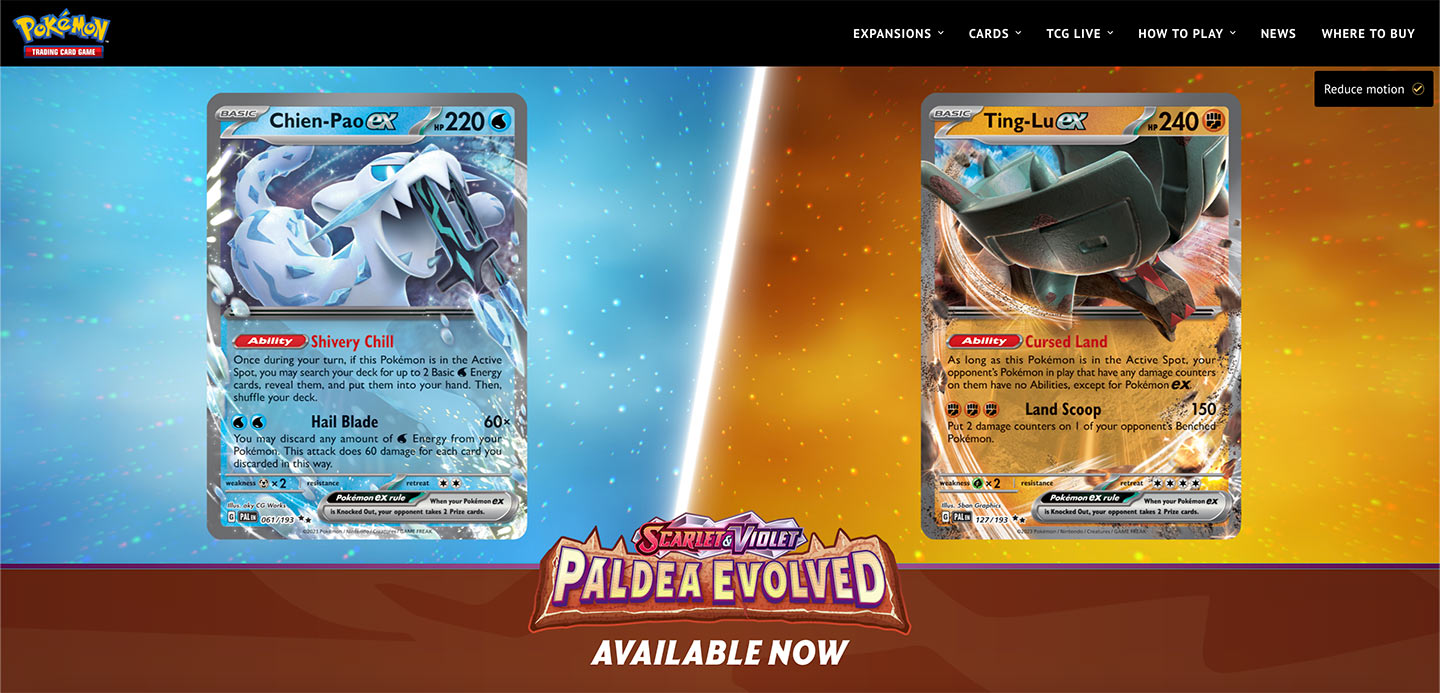 POKéMON
TRADING CARD GAME
EXPANSIONS
CARDS
TCG LIVE
HOW TO PLAY
NEWS
WHERE TO BUY
Reduce motion
BASIC
Chien-Pao ex
HP 220
Ability Shivery Chill
Once during your turn, if this Pokémon is in the Active
Spot, you may search your deck for up to 2 Basic Energy
cards, reveal them, and put them into your hand. Then,
shuffle your deck.
Hail Blade 60×
You may discard any amount of Energy from your
Pokémon. This attack does 60 damage for each card you
discarded in this way.
weakness ×2 resistance retreat
Pokémon ex rule
When your Pokémon ex
is Knocked Out, your opponent takes 2 Prize cards.
Illus. aky CG Works
G PAL EN 061/193
©2023 Pokémon / Nintendo / Creatures / GAME FREAK
BASIC
Ting-Lu ex
HP 240
Ability Cursed Land
As long as this Pokémon is in the Active Spot, your
opponent's Pokémon in play that have any damage counters
on them have no Abilities, except for Pokémon ex.
Land Scoop 150
Put 2 damage counters on 1 of your opponent's Benched
Pokémon.
weakness ×2 resistance retreat
Pokémon ex rule
When your Pokémon ex
is Knocked Out, your opponent takes 2 Prize cards.
Illus. 5ban Graphics
G PAL EN 127/193
©2023 Pokémon / Nintendo / Creatures / GAME FREAK
SCARLET & VIOLET
PALDEA EVOLVED
AVAILABLE NOW